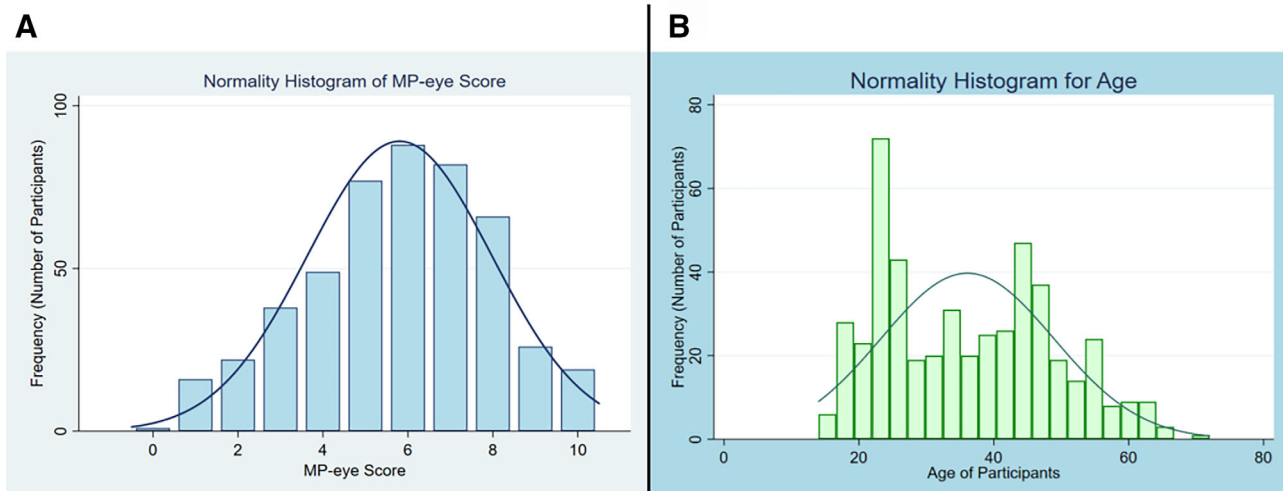 A
Normality Histogram of MP-eye Score
Frequency (Number of Participants)
100
50
0
0 2 4 6 8 10
MP-eye Score
B
Normality Histogram for Age
Frequency (Number of Participants)
80
60
40
20
0
0 20 40 60 80
Age of Participants